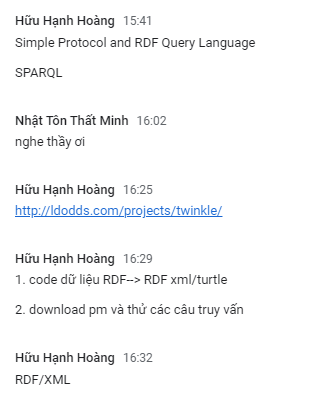 Hữu Hạnh Hoàng 15:41
Simple Protocol and RDF Query Language
SPARQL
Nhật Tôn Thất Minh 16:02
nghe thầy ơi
Hữu Hạnh Hoàng 16:25
http://ldodds.com/projects/twinkle/
Hữu Hạnh Hoàng 16:29
1. code dữ liệu RDF--> RDF xml/turtle
2. download pm và thử các câu truy vấn
Hữu Hạnh Hoàng 16:32
RDF/XML